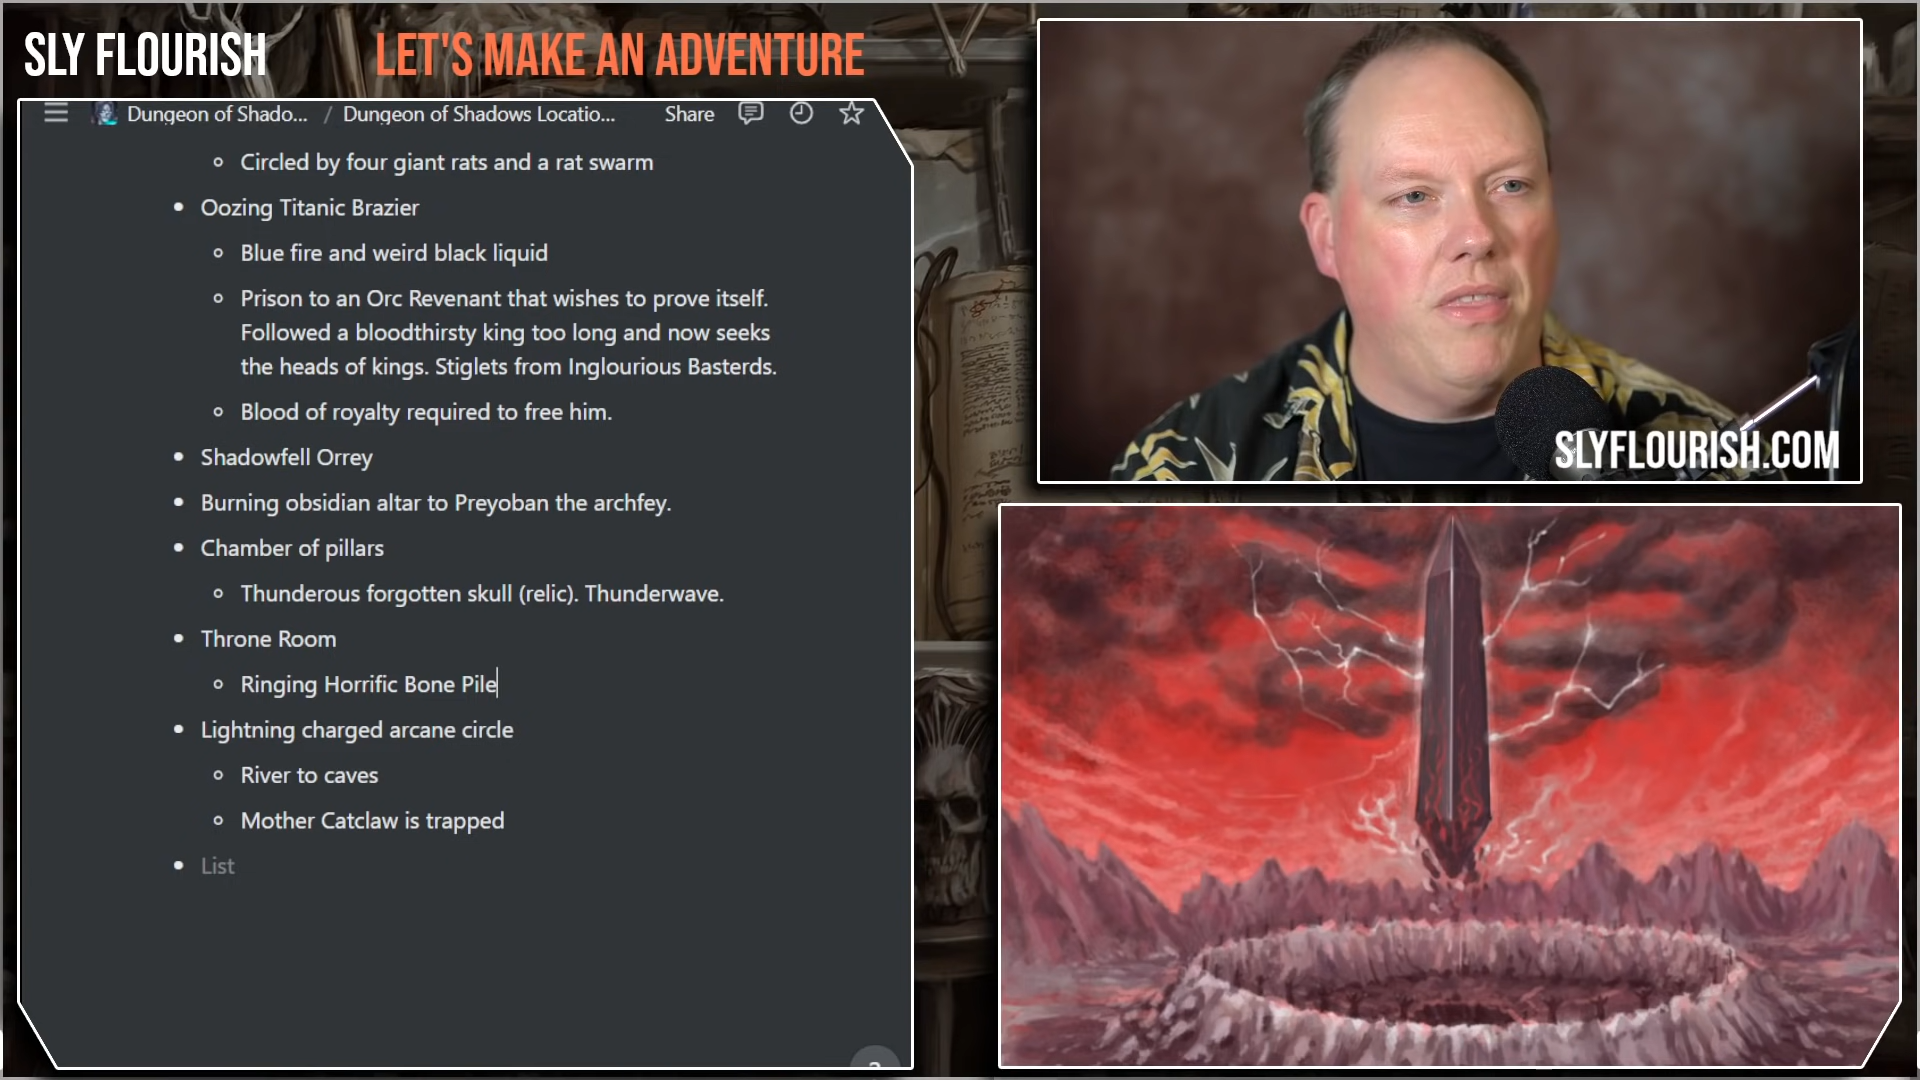 SLY FLOURISH
LET'S MAKE AN ADVENTURE
Dungeon of Shado... / Dungeon of Shadows Locatio... Share
Circled by four giant rats and a rat swarm
Oozing Titanic Brazier
Blue fire and weird black liquid
Prison to an Orc Revenant that wishes to prove itself.
Followed a bloodthirsty king too long and now seeks
the heads of kings. Stiglets from Inglourious Basterds.
Blood of royalty required to free him.
Shadowfell Orrey
Burning obsidian altar to Preyoban the archfey.
Chamber of pillars
Thunderous forgotten skull (relic). Thunderwave.
Throne Room
Ringing Horrific Bone Pile
Lightning charged arcane circle
River to caves
Mother Catclaw is trapped
List
SLYFLOURISH.COM